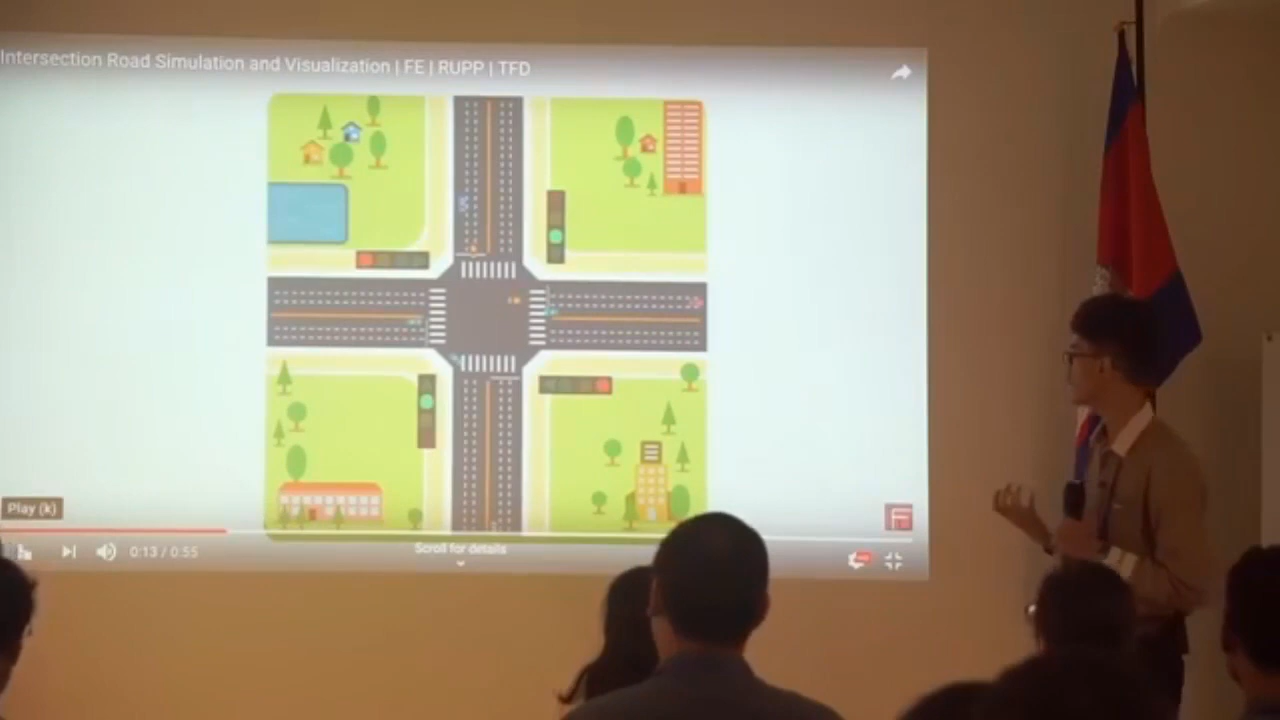 Intersection Road Simulation and Visualization | FE | RUPP | TFD
Play (k)
0:13 / 0:55
Scroll for details